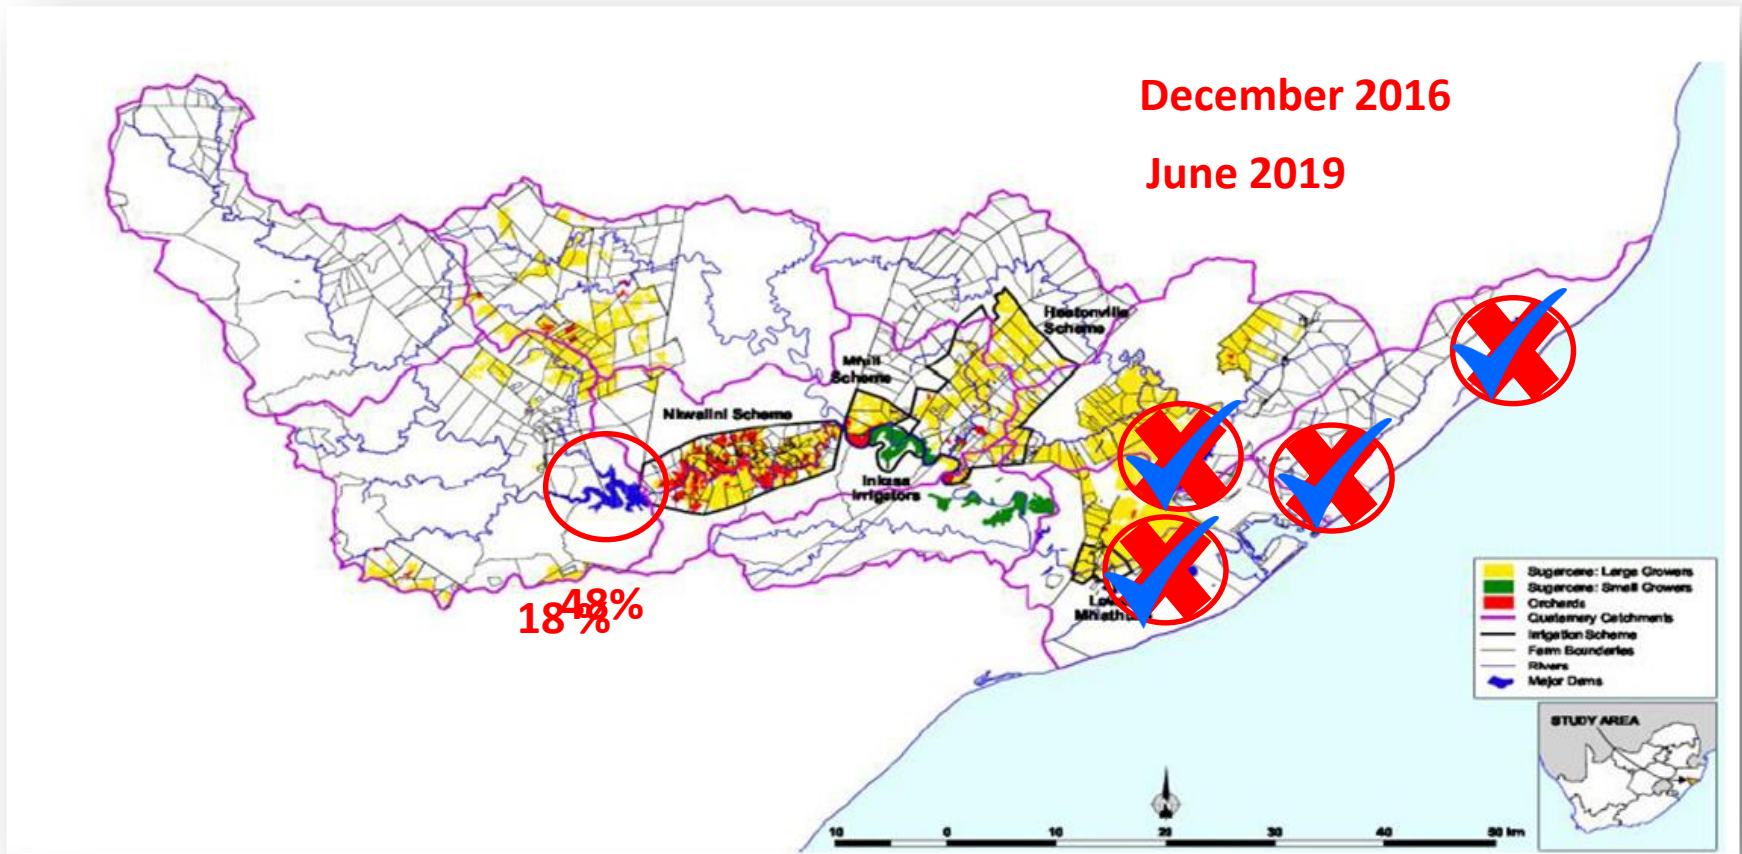 December 2016
June 2019
Heatonville
Scheme
Mfuli
Scheme
Nkwalini Scheme
Inkasa
Irrigators
18%
48%
Sugarcane: Large Growers
Sugarcane: Small Growers
Orchards
Quaternary Catchments
Irrigation Scheme
Farm Boundaries
Rivers
Major Dams
STUDY AREA
N
10 0 10 20 30 40 50 km